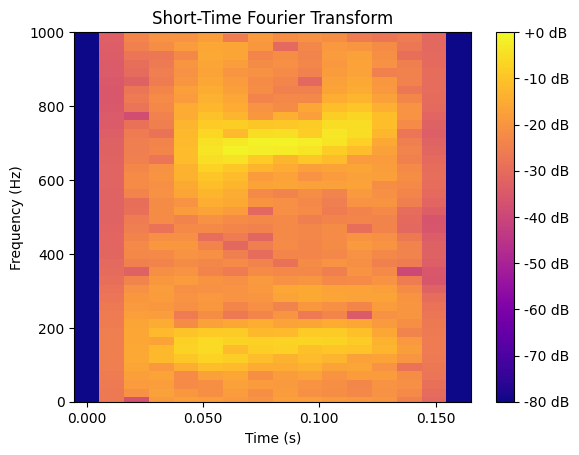 Short-Time Fourier Transform
1000
800
600
400
200
0
Frequency (Hz)
0.000
0.050
0.100
0.150
Time (s)
+0 dB
-10 dB
-20 dB
-30 dB
-40 dB
-50 dB
-60 dB
-70 dB
-80 dB